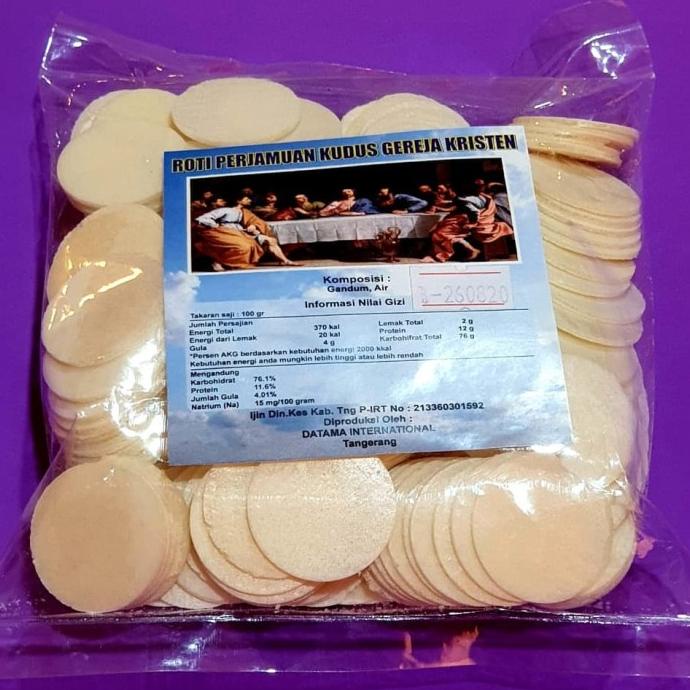 ROTI PERJAMUAN KUDUS GEREJA KRISTEN
Komposisi :
Gandum, Air
Informasi Nilai Gizi
-260820
Takaran saji : 100 gr
Jumlah Persajian
Energi Total 370 kal
Energi dari Lemak 20 kal
Gula 4 g
Lemak Total 2 g
Protein 12 g
Karbohifrat Total 76 g
*Persen AKG berdasarkan kebutuhan energi 2000 kkal
Kebutuhan energi anda mungkin lebih tinggi atau lebih rendah
Mengandung
Karbohidrat 76.1%
Protein 11.6%
Jumlah Gula 4.01%
Natrium (Na) 15 mg/100 gram
Ijin Din.Kes Kab. Tng P-IRT No : 213360301592
Diproduksi Oleh :
DATAMA INTERNATIONAL
Tangerang